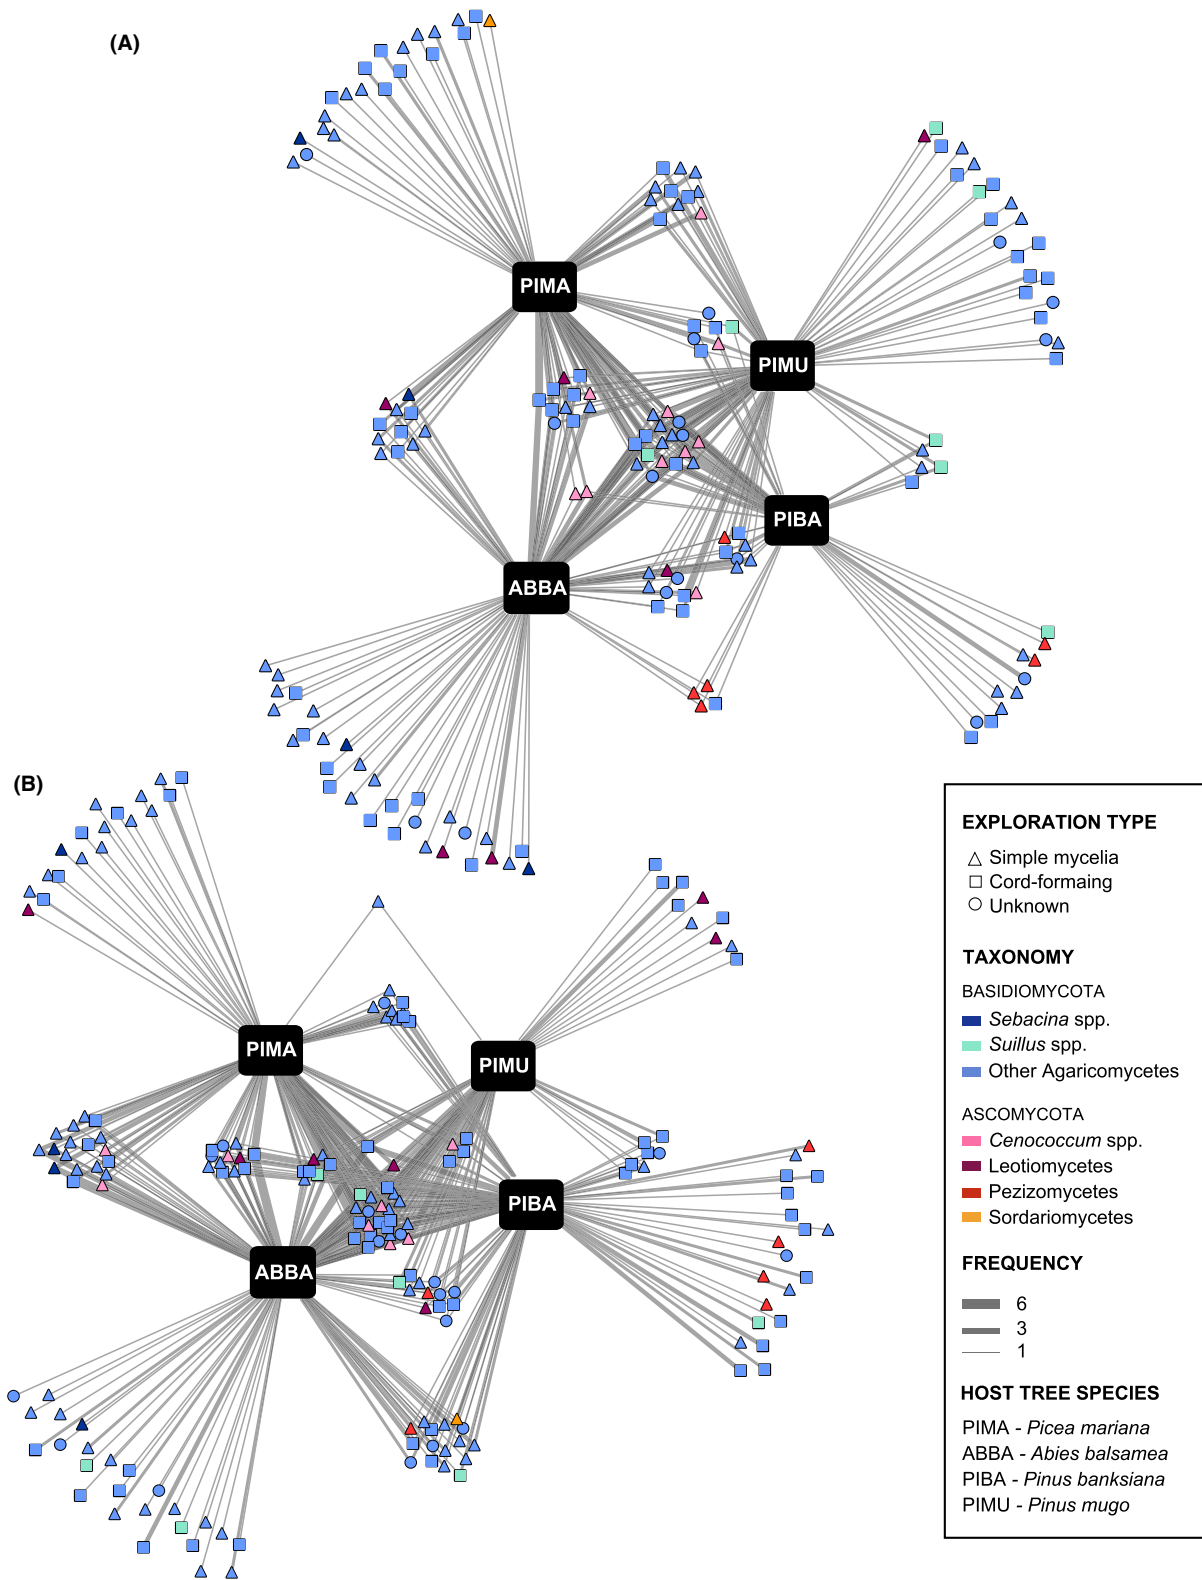 (A)
PIMA
PIMU
PIBA
ABBA
(B)
PIMA
PIMU
PIBA
ABBA
EXPLORATION TYPE
Simple mycelia
Cord-formaing
Unknown
TAXONOMY
BASIDIOMYCOTA
Sebacina spp.
Suillus spp.
Other Agaricomycetes
ASCOMYCOTA
Cenococcum spp.
Leotiomycetes
Pezizomycetes
Sordariomycetes
FREQUENCY
6
3
1
HOST TREE SPECIES
PIMA - Picea mariana
ABBA - Abies balsamea
PIBA - Pinus banksiana
PIMU - Pinus mugo